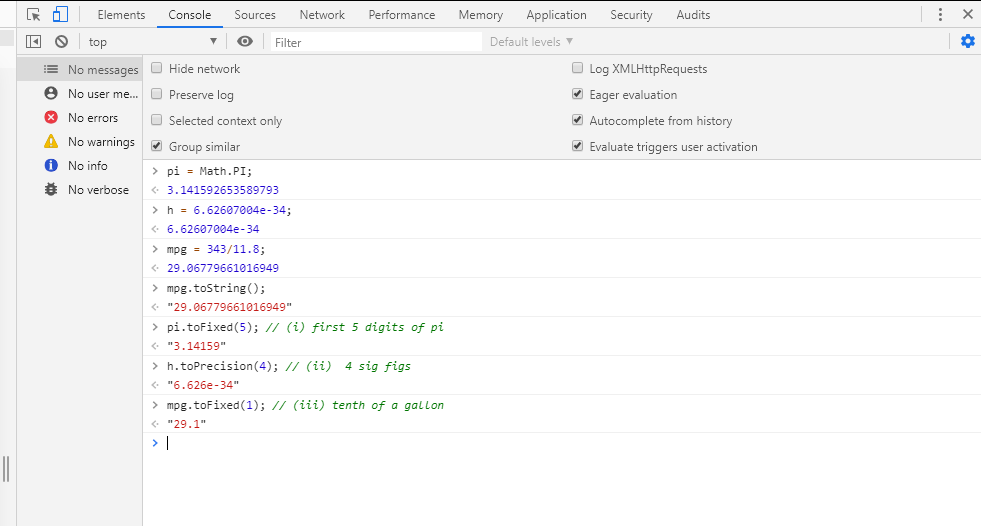 Elements Console Sources Network Performance Memory Application Security Audits
top Filter Default levels
No messages
No user me...
No errors
No warnings
No info
No verbose
Hide network Log XMLHttpRequests
Preserve log Eager evaluation
Selected context only Autocomplete from history
Group similar Evaluate triggers user activation
> pi = Math.PI;
3.141592653589793
> h = 6.62607004e-34;
6.62607004e-34
> mpg = 343/11.8;
29.06779661016949
> mpg.toString();
"29.06779661016949"
> pi.toFixed(5); // (i) first 5 digits of pi
"3.14159"
> h.toPrecision(4); // (ii)  4 sig figs
"6.626e-34"
> mpg.toFixed(1); // (iii) tenth of a gallon
"29.1"
>